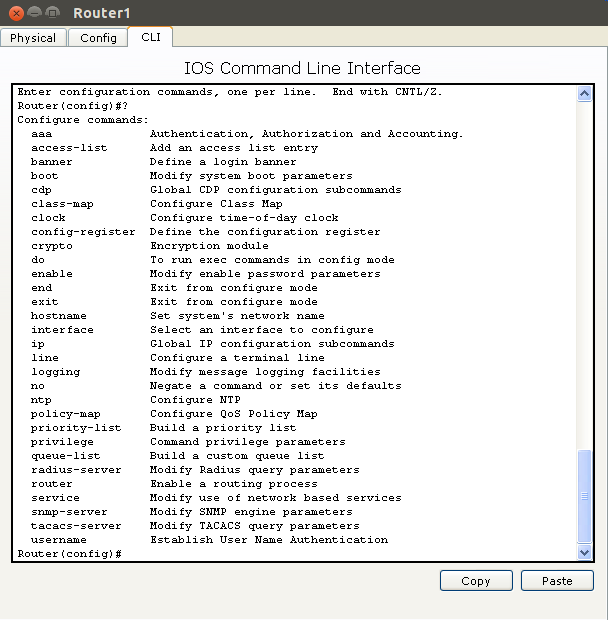 Router1
Physical Config CLI
IOS Command Line Interface
Enter configuration commands, one per line.  End with CNTL/Z.
Router(config)#?
Configure commands:
  aaa              Authentication, Authorization and Accounting.
  access-list      Add an access list entry
  banner           Define a login banner
  boot             Modify system boot parameters
  cdp              Global CDP configuration subcommands
  class-map        Configure Class Map
  clock            Configure time-of-day clock
  config-register  Define the configuration register
  crypto           Encryption module
  do               To run exec commands in config mode
  enable           Modify enable password parameters
  end              Exit from configure mode
  exit             Exit from configure mode
  hostname         Set system's network name
  interface        Select an interface to configure
  ip               Global IP configuration subcommands
  line             Configure a terminal line
  logging          Modify message logging facilities
  no               Negate a command or set its defaults
  ntp              Configure NTP
  policy-map       Configure QoS Policy Map
  priority-list    Build a priority list
  privilege        Command privilege parameters
  queue-list       Build a custom queue list
  radius-server    Modify Radius query parameters
  router           Enable a routing process
  service          Modify use of network based services
  snmp-server      Modify SNMP engine parameters
  tacacs-server    Modify TACACS query parameters
  username         Establish User Name Authentication
Router(config)#
Copy Paste